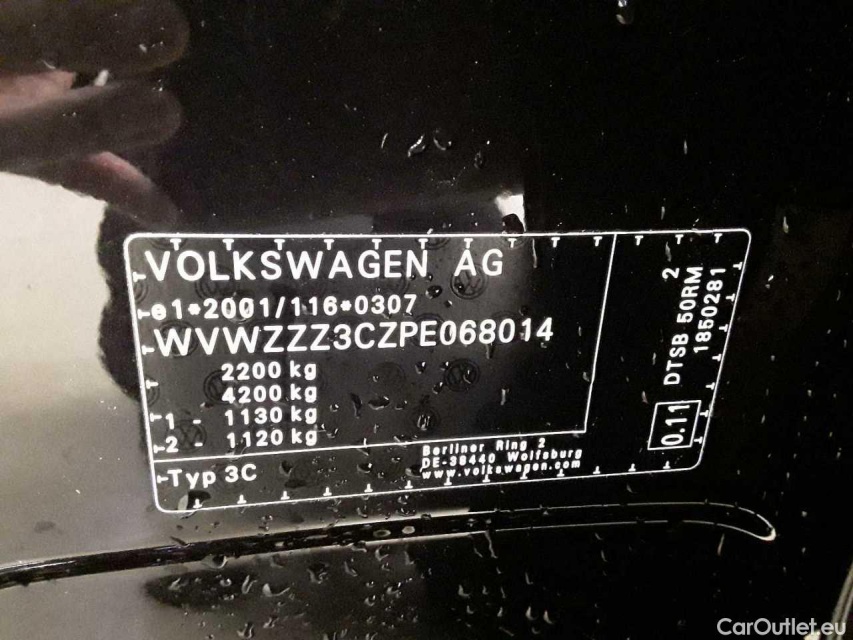 VOLKSWAGEN AG
e1*2001/116*0307
WVWZZZ3CZPE068014
2200 kg
4200 kg
1 - 1130 kg
2 - 1120 kg
Typ 3C
Berliner Ring 2
DE-38440 Wolfsburg
www.volkswagen.com
2
DTSB 50RM
1850281
0.11
CarOutlet.eu